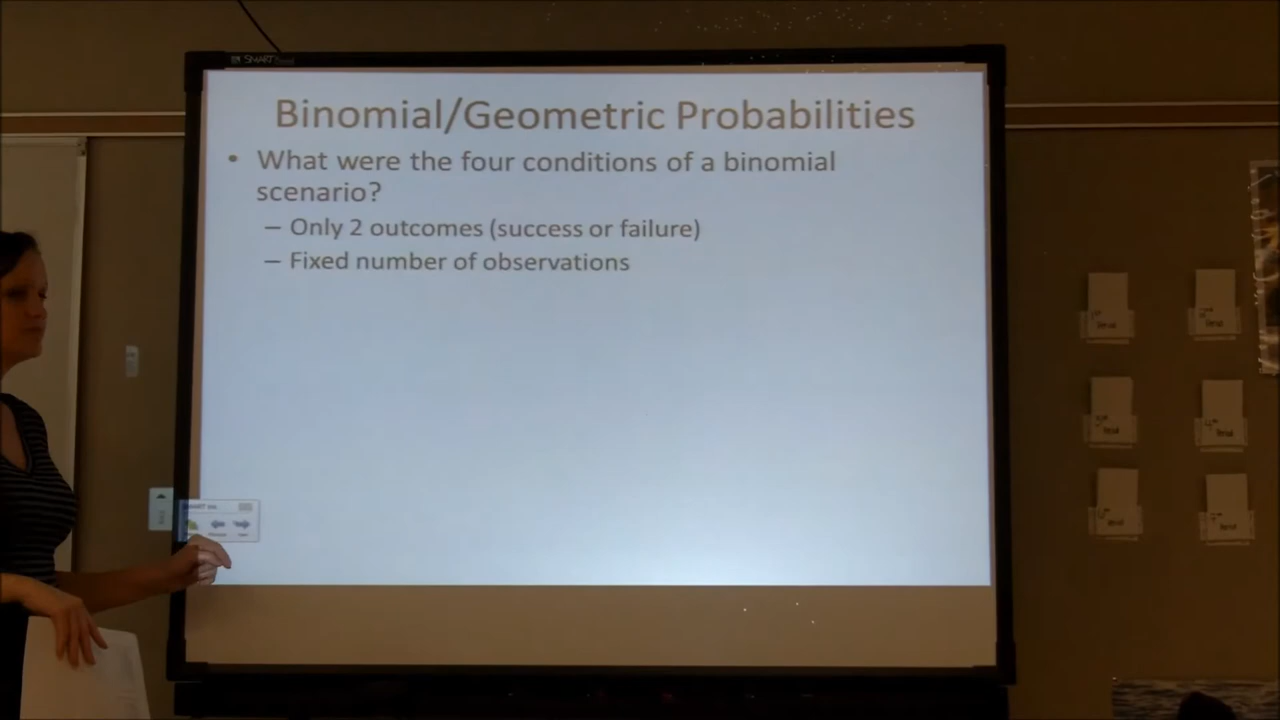 SMART
Binomial/Geometric Probabilities
• What were the four conditions of a binomial
scenario?
– Only 2 outcomes (success or failure)
– Fixed number of observations